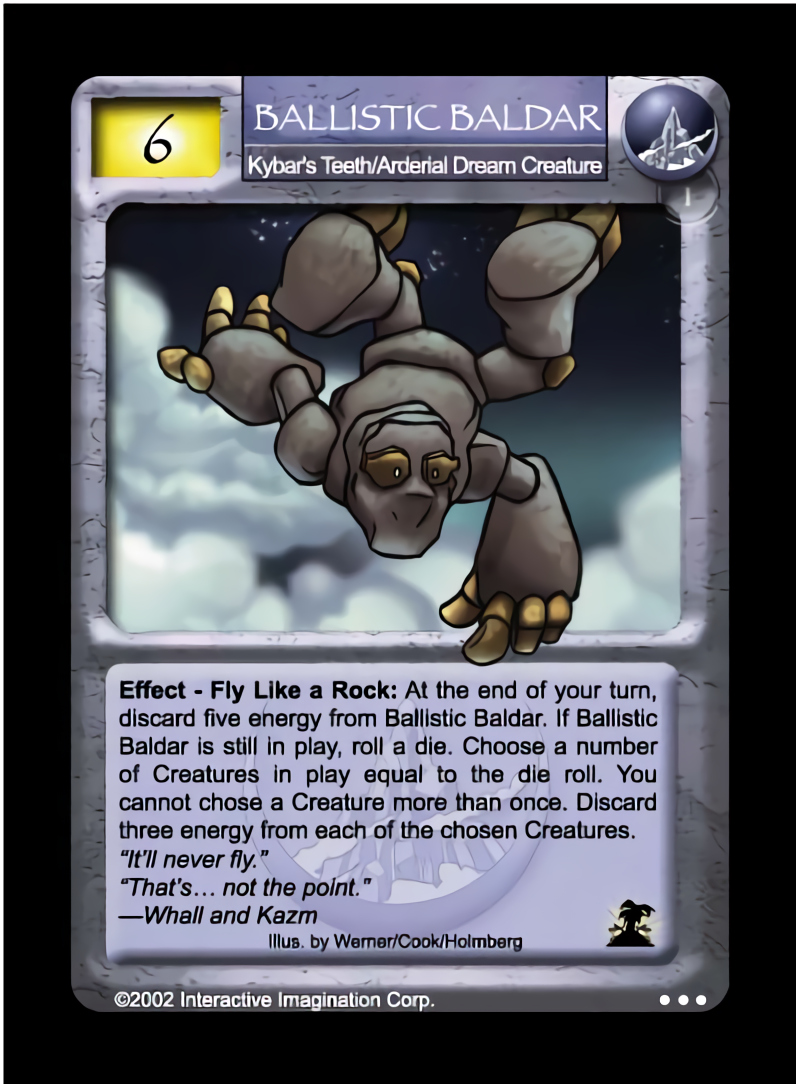 6
BALLISTIC BALDAR
Kybar's Teeth/Arderial Dream Creature
1
Effect - Fly Like a Rock: At the end of your turn,
discard five energy from Ballistic Baldar. If Ballistic
Baldar is still in play, roll a die. Choose a number
of Creatures in play equal to the die roll. You
cannot chose a Creature more than once. Discard
three energy from each of the chosen Creatures.
“It'll never fly.”
“That's... not the point.”
—Whall and Kazm
Illus. by Werner/Cook/Holmberg
©2002 Interactive Imagination Corp.